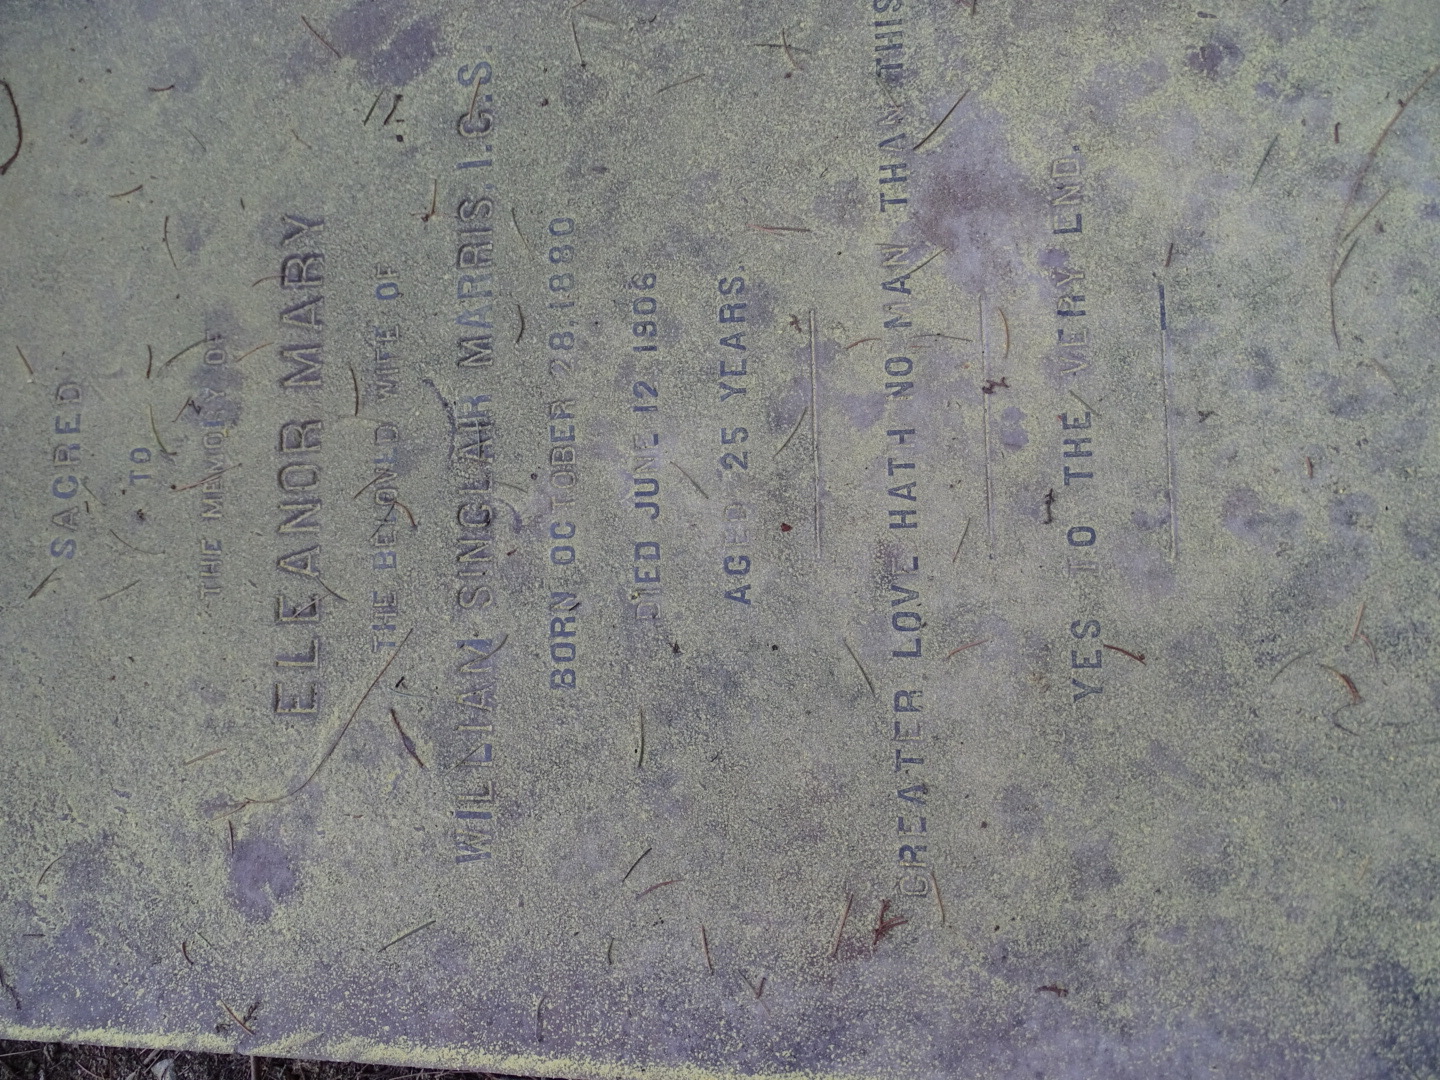 SACRED
TO
THE MEMORY OF
ELEANOR MARY
THE BELOVED WIFE OF
WILLIAM SINCLAIR MARRIS, I.C.S
BORN OCTOBER 28, 1880
DIED JUNE 12 1906
AGED 25 YEARS.
GREATER LOVE HATH NO MAN THAN THIS
YES TO THE VERY END.